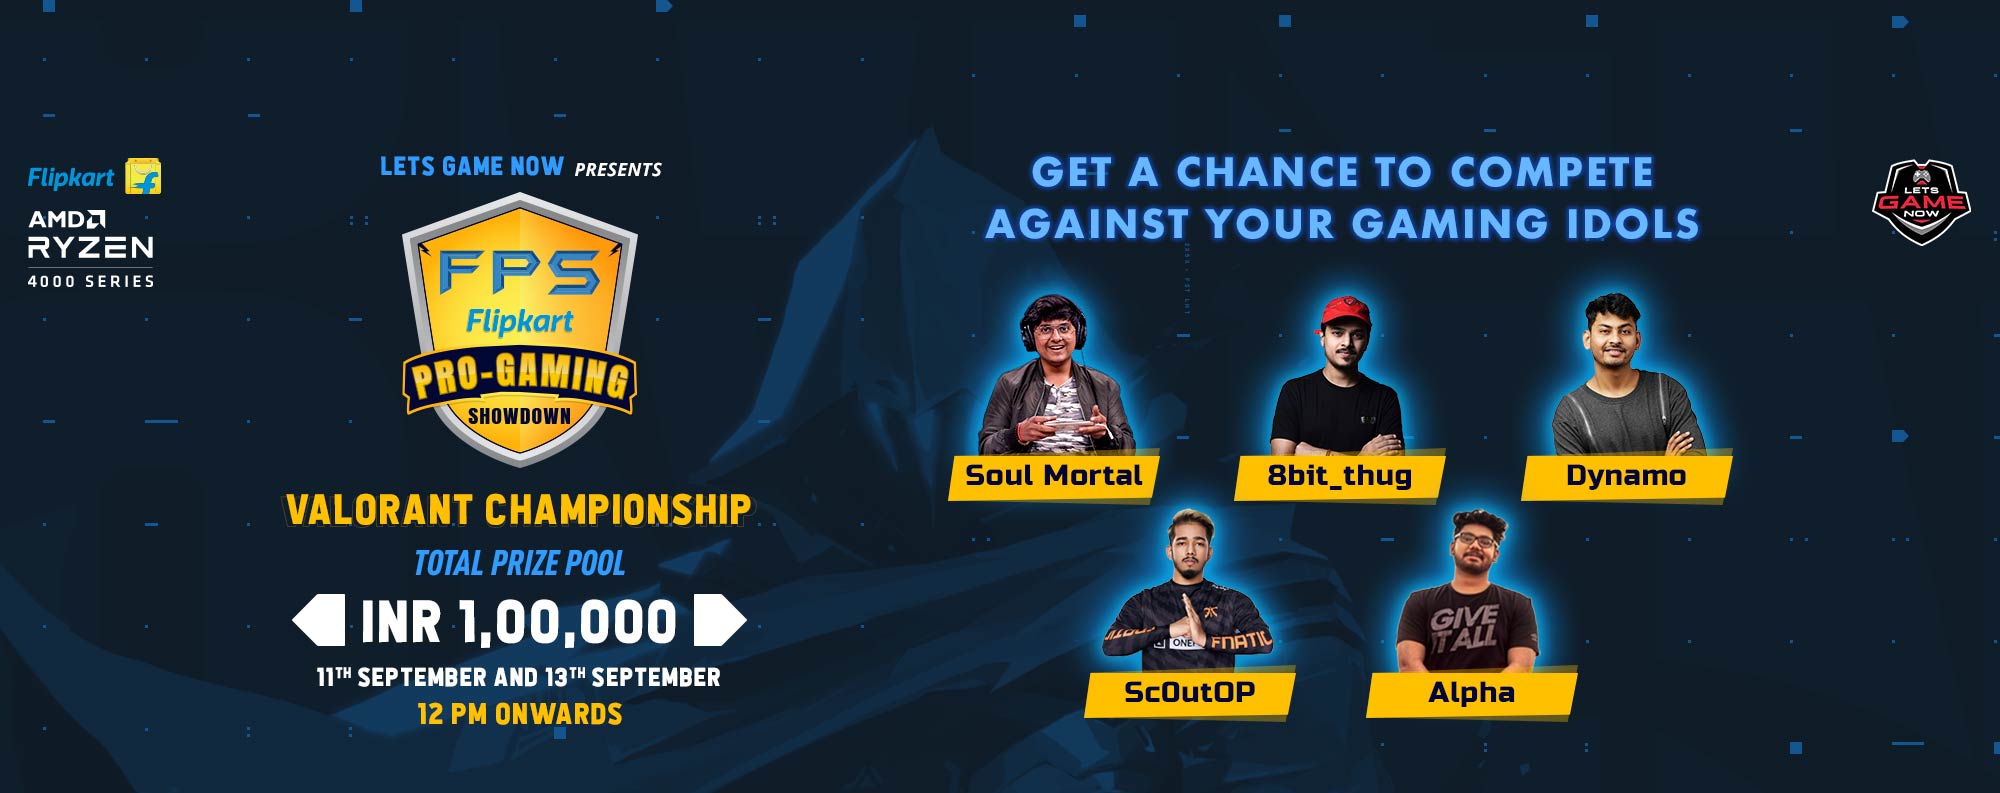 Flipkart
AMD
RYZEN
4000 SERIES
LETS GAME NOW PRESENTS
FPS
Flipkart
PRO-GAMING
SHOWDOWN
VALORANT CHAMPIONSHIP
TOTAL PRIZE POOL
INR 1,00,000
11TH SEPTEMBER AND 13TH SEPTEMBER
12 PM ONWARDS
GET A CHANCE TO COMPETE
AGAINST YOUR GAMING IDOLS
LETS
GAME
NOW
Soul Mortal
8bit_thug
Dynamo
FNATIC
Sc0utOP
GIVE
IT ALL
Alpha